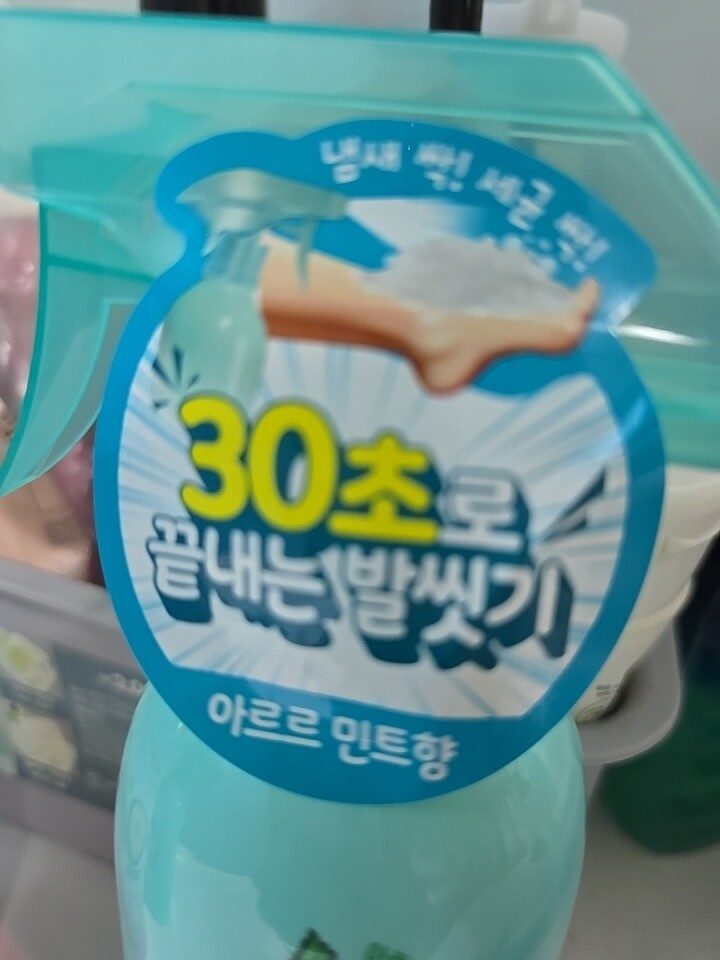 냄새 싹! 세균 싹!
30초로
끝내는 발씻기
아르르 민트향